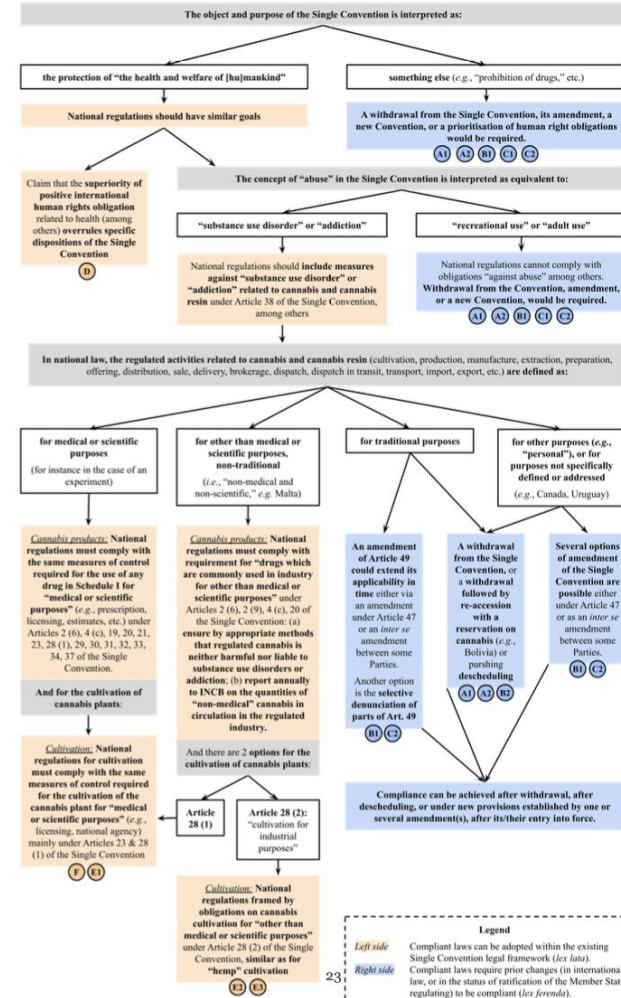 The object and purpose of the Single Convention is interpreted as:
the protection of “the health and welfare of [hu]mankind”
something else (e.g., “prohibition of drugs,” etc.)
National regulations should have similar goals
A withdrawal from the Single Convention, its amendment, a
new Convention, or a prioritisation of human right obligations
would be required.
A1 A2 B1 C1 C2
Claim that the superiority of
positive international
human rights obligation
related to health (among
others) overrules specific
dispositions of the Single
Convention
D
The concept of “abuse” in the Single Convention is interpreted as equivalent to:
“substance use disorder” or “addiction”
“recreational use” or “adult use”
National regulations should include measures
against “substance use disorder” or
“addiction” related to cannabis and cannabis
resin under Article 38 of the Single Convention,
among others
National regulations cannot comply with
obligations “against abuse” among others.
Withdrawal from the Convention, amendment,
or a new Convention, would be required.
A1 A2 B1 C1 C2
In national law, the regulated activities related to cannabis and cannabis resin (cultivation, production, manufacture, extraction, preparation,
offering, distribution, sale, delivery, brokerage, dispatch, dispatch in transit, transport, import, export, etc.) are defined as:
for medical or scientific
purposes
(for instance in the case of an
experiment)
for other than medical or
scientific purposes,
non-traditional
(i.e., “non-medical and
non-scientific,” e.g. Malta)
for traditional purposes
for other purposes (e.g.,
“personal”), or for
purposes not specifically
defined or addressed
(e.g., Canada, Uruguay)
Cannabis products: National
regulations must comply with
the same measures of control
required for the use of any
drug in Schedule I for
“medical or scientific
purposes” (e.g., prescription,
licensing, estimates, etc.) under
Articles 2 (6), 4 (c), 19, 20, 21,
23, 28 (1), 29, 30, 31, 32, 33,
34, 37 of the Single
Convention.
And for the cultivation of
cannabis plants:
Cultivation: National
regulations for cultivation
must comply with the same
measures of control required
for the cultivation of the
cannabis plant for “medical
or scientific purposes” (e.g.,
licensing, national agency)
mainly under Articles 23 & 28
(1) of the Single Convention
F E1
Cannabis products: National
regulations must comply with
requirement for “drugs which
are commonly used in industry
for other than medical or
scientific purposes” under
Articles 2 (6), 2 (9), 4 (c), 20 of
the Single Convention: (a)
ensure by appropriate methods
that regulated cannabis is
neither harmful nor liable to
substance use disorders or
addiction; (b) report annually
to INCB on the quantities of
“non-medical” cannabis in
circulation in the regulated
industry.
And there are 2 options for the
cultivation of cannabis plants:
Article
28 (1)
Article 28 (2):
“cultivation for
industrial
purposes”
Cultivation: National
regulations framed by
obligations on cannabis
cultivation for “other than
medical or scientific purposes”
under Article 28 (2) of the Single
Convention, similar as for
“hemp” cultivation
E2 E3
An amendment
of Article 49
could extend its
applicability in
time either via
an amendment
under Article 47
or an inter se
amendment
between some
Parties.
Another option
is the selective
denunciation of
parts of Art. 49
B1 C2
A withdrawal
from the Single
Convention, or
a withdrawal
followed by
re-accession
with a
reservation on
cannabis (e.g.,
Bolivia) or
purshing
descheduling
A1 A2 B2
Several options
of amendment
of the Single
Convention are
possible either
under Article 47
or as an inter se
amendment
between some
Parties.
B1 C2
Compliance can be achieved after withdrawal, after
descheduling, or under new provisions established by one or
several amendment(s), after its/their entry into force.
23
Legend
Left side Compliant laws can be adopted within the existing
Single Convention legal framework (lex lata).
Right side Compliant laws require prior changes (in internationa
law, or in the status of ratification of the Member Stat
regulating) to be compliant (lex ferenda).